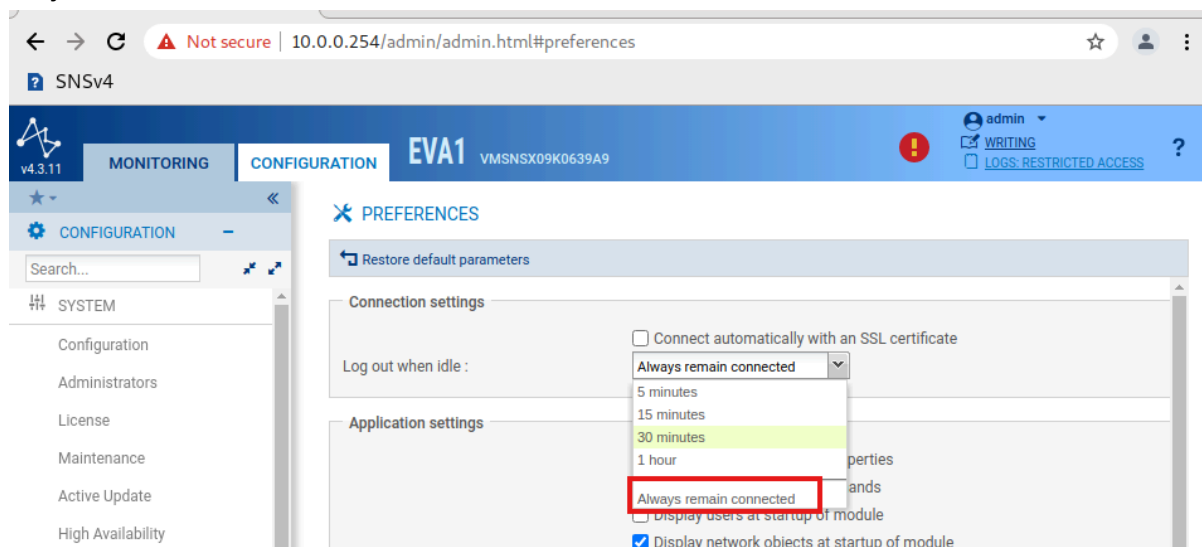 Not secure | 10.0.0.254/admin/admin.html#preferences
SNSv4
v4.3.11
MONITORING
CONFIGURATION
EVA1 VMSNSX09K0639A9
admin
WRITING
LOGS: RESTRICTED ACCESS
?
CONFIGURATION
Search...
SYSTEM
Configuration
Administrators
License
Maintenance
Active Update
High Availability
PREFERENCES
Restore default parameters
Connection settings
Connect automatically with an SSL certificate
Log out when idle : Always remain connected
5 minutes
15 minutes
30 minutes
1 hour
Always remain connected
Application settings
perties
ands
Display users at startup of module
Display network objects at startup of module